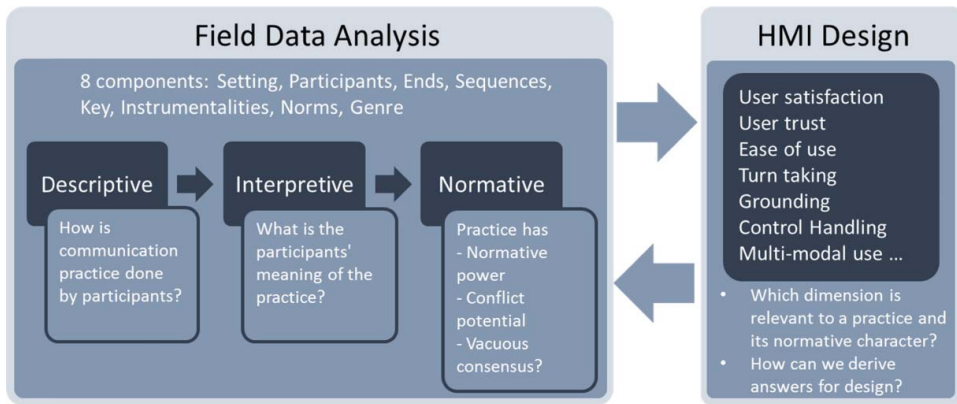 Field Data Analysis
8 components: Setting, Participants, Ends, Sequences,
Key, Instrumentalities, Norms, Genre
Descriptive
How is
communication
practice done
by participants?
Interpretive
What is the
participants'
meaning of the
practice?
Normative
Practice has
- Normative
power
- Conflict
potential
- Vacuous
consensus?
HMI Design
User satisfaction
User trust
Ease of use
Turn taking
Grounding
Control Handling
Multi-modal use ...
• Which dimension is
relevant to a practice and
its normative character?
• How can we derive
answers for design?